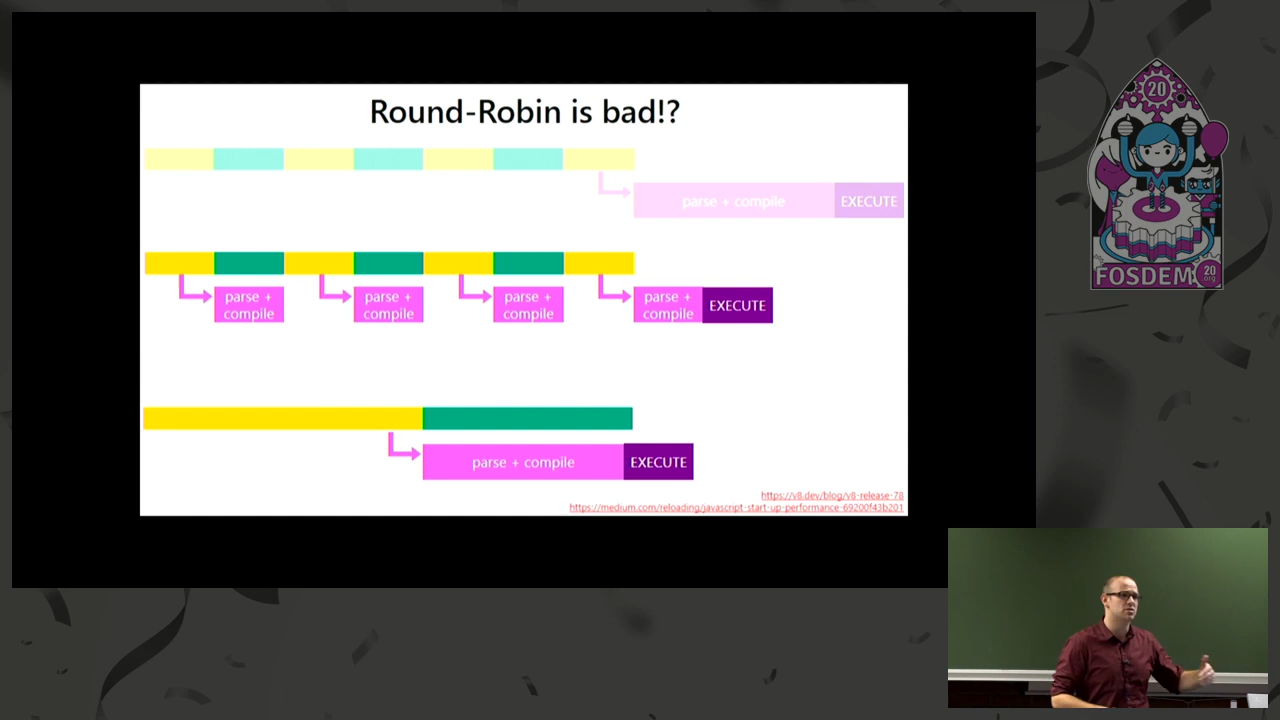 Round-Robin is bad!?
parse + compile
EXECUTE
parse +
compile
parse +
compile
parse +
compile
parse +
compile
EXECUTE
parse + compile
EXECUTE
https://v8.dev/blog/v8-release-78
https://medium.com/reloading/javascript-start-up-performance-69200f43b201
20
FOSDEM
20
org